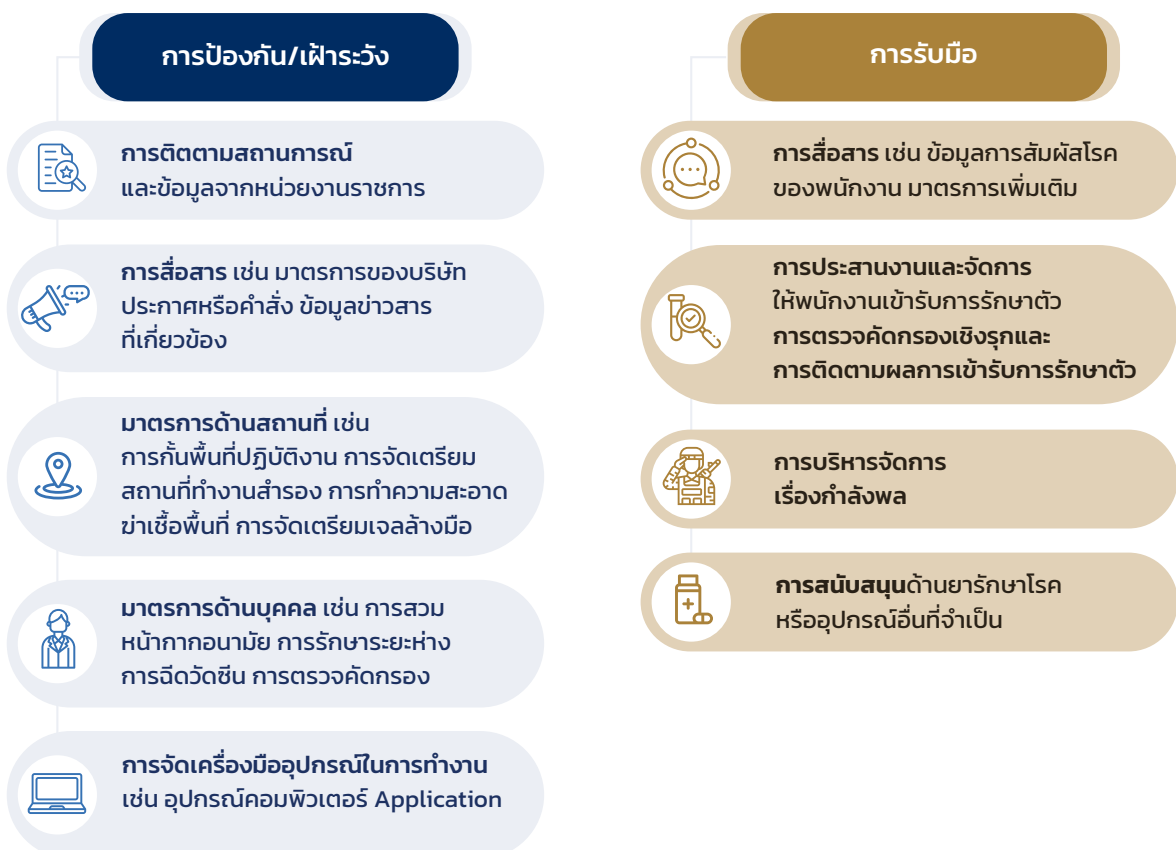 การป้องกัน/เฝ้าระวัง
การติตตามสถานการณ์
และข้อมูลจากหน่วยงานราชการ
การสื่อสาร เช่น มาตรการของบริษัท
ประกาศหรือคำสั่ง ข้อมูลข่าวสาร
ที่เกี่ยวข้อง
มาตรการด้านสถานที่ เช่น
การกั้นพื้นที่ปฏิบัติงาน การจัดเตรียม
สถานที่ทำงานสำรอง การทำความสะอาด
ฆ่าเชื้อพื้นที่ การจัดเตรียมเจลล้างมือ
มาตรการด้านบุคคล เช่น การสวม
หน้ากากอนามัย การรักษาระยะห่าง
การฉีดวัดซีน การตรวจคัดกรอง
การจัดเครื่องมืออุปกรณ์ในการทำงาน
เช่น อุปกรณ์คอมพิวเตอร์ Application
การรับมือ
การสื่อสาร เช่น ข้อมูลการสัมผัสโรค
ของพนักงาน มาตรการเพิ่มเติม
การประสานงานและจัดการ
ให้พนักงานเข้ารับการรักษาตัว
การตรวจคัดกรองเชิงรุกและ
การติดตามผลการเข้ารับการรักษาตัว
การบริหารจัดการ
เรื่องกำลังพล
การสนับสนุนด้านยารักษาโรค
หรืออุปกรณ์อื่นที่จำเป็น